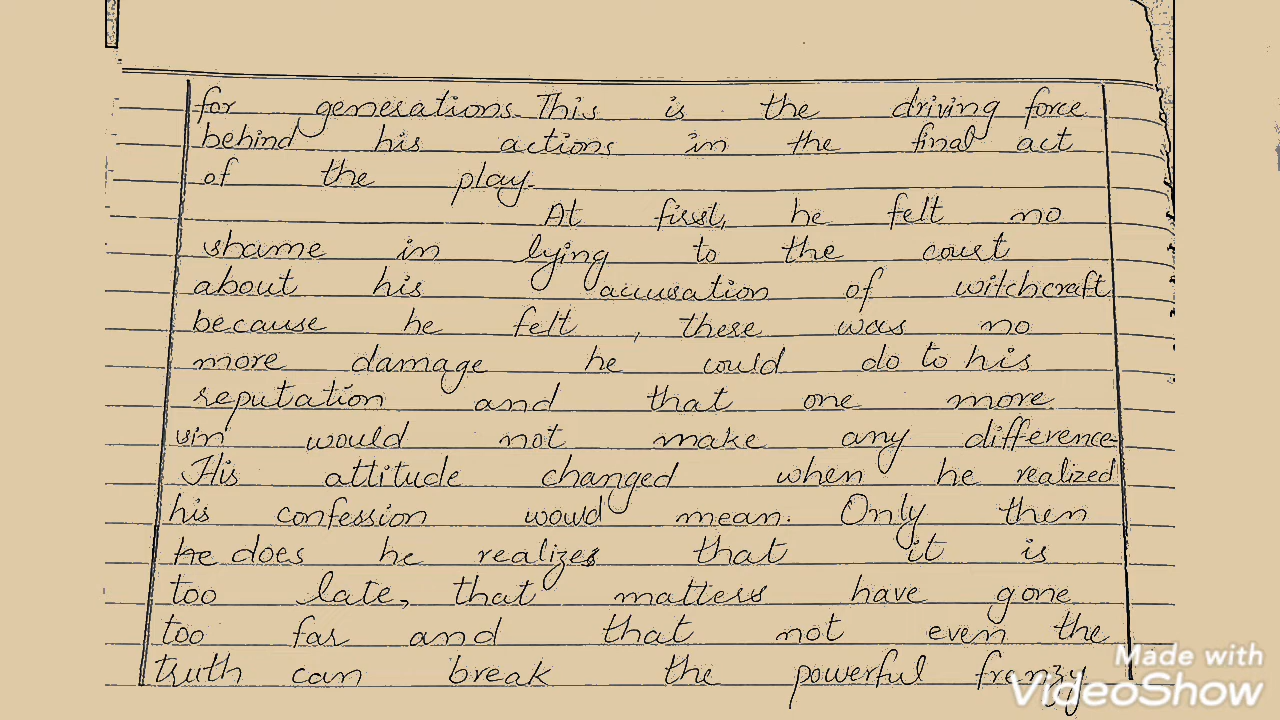 for generations. This is the driving force
behind his actions in the final act
of the play.
At first, he felt no
shame in lying to the court
about his accusation of witchcraft
because he felt, there was no
more damage he could do to his
reputation and that one more
sin would not make any difference.
His attitude changed when he realized
his confession would mean. Only then
he does he realizes that it is
too late, that matters have gone
too far and that not even the
truth can break the powerful frenzy
Made with
VideoShow